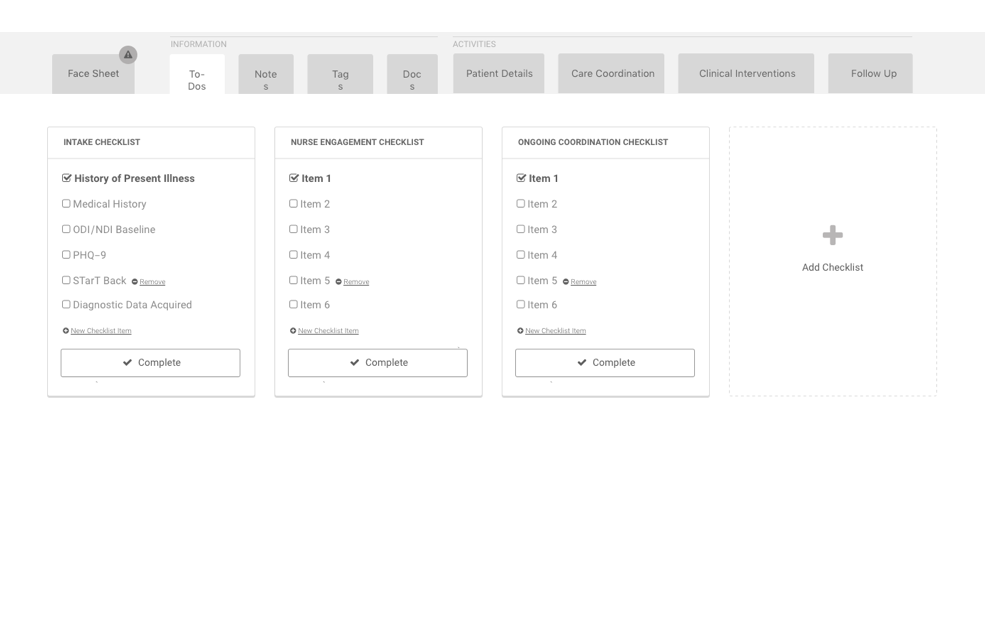 INFORMATION
ACTIVITIES
Face Sheet
To-
Dos
Note
s
Tag
s
Doc
s
Patient Details
Care Coordination
Clinical Interventions
Follow Up
INTAKE CHECKLIST
History of Present Illness
Medical History
ODI/NDI Baseline
PHQ-9
STarT Back Remove
Diagnostic Data Acquired
New Checklist Item
Complete
NURSE ENGAGEMENT CHECKLIST
Item 1
Item 2
Item 3
Item 4
Item 5 Remove
Item 6
New Checklist Item
Complete
ONGOING COORDINATION CHECKLIST
Item 1
Item 2
Item 3
Item 4
Item 5 Remove
Item 6
New Checklist Item
Complete
Add Checklist